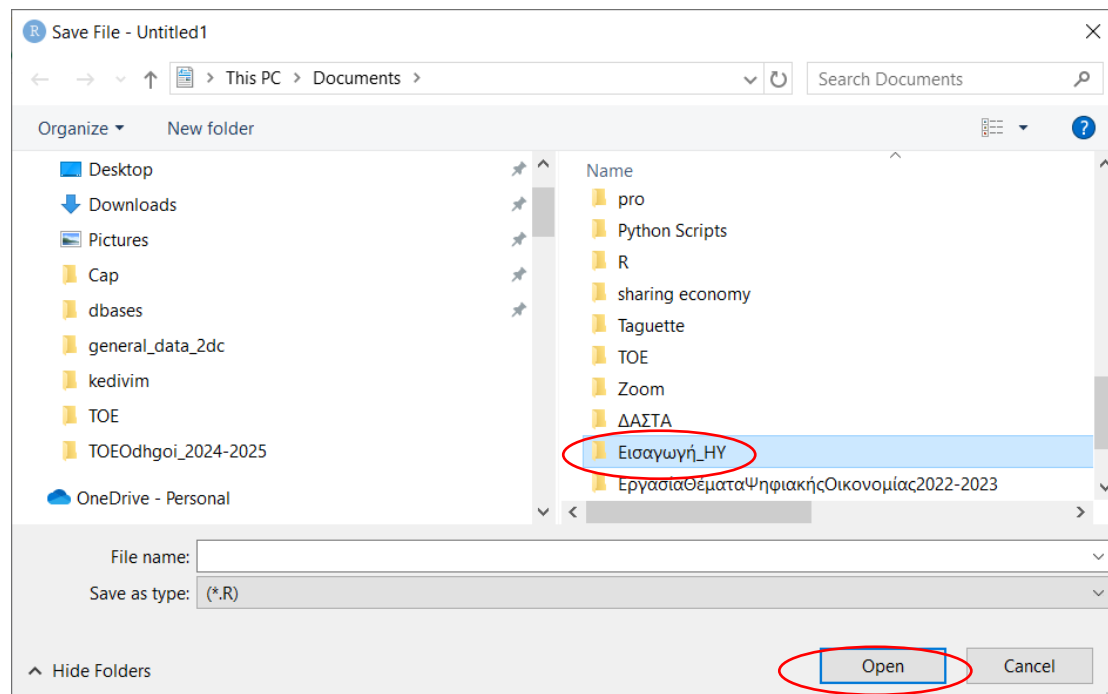 R Save File - Untitled1
This PC > Documents >
Search Documents
Organize
New folder
?
Desktop
Downloads
Pictures
Cap
dbases
general_data_2dc
kedivim
TOE
TOEOdhgoi_2024-2025
OneDrive - Personal
Name
pro
Python Scripts
R
sharing economy
Taguette
TOE
Zoom
ΔΑΣΤΑ
Εισαγωγή_ΗΥ
ΕργασίαΘέματαΨηφιακήςΟικονομίας2022-2023
File name:
Save as type: (*.R)
Hide Folders
Open
Cancel